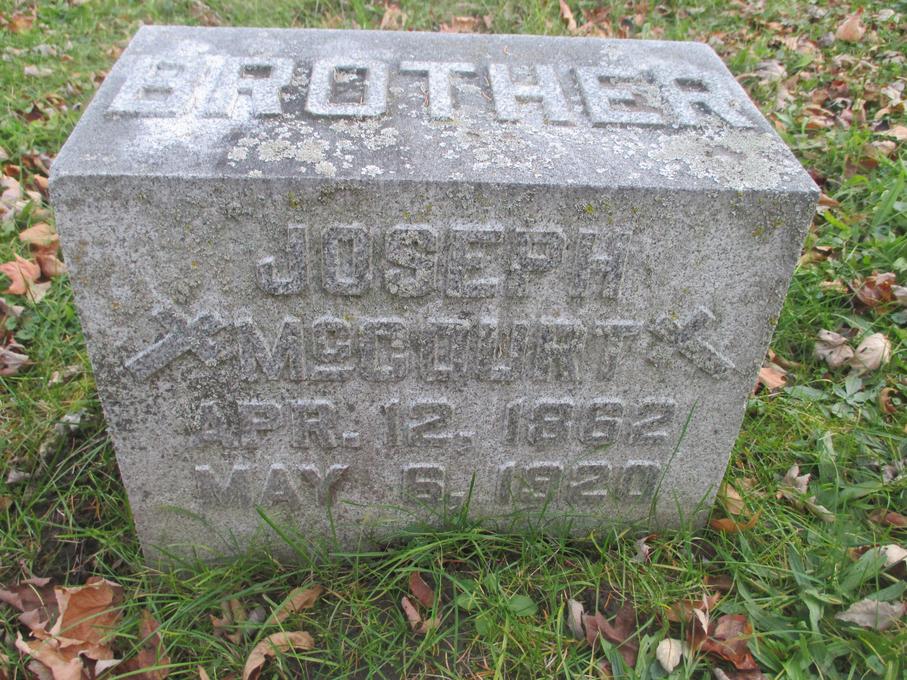 BROTHER
JOSEPH
McCOURT
APR. 12. 1862
MAY 6. 1920